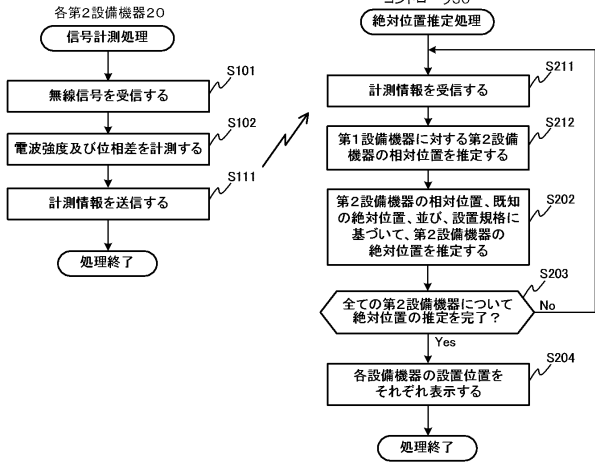 各第2設備機器20
信号計測処理
S101
無線信号を受信する
S102
電波強度及び位相差を計測する
S111
計測情報を送信する
処理終了
絶対位置推定処理
S211
計測情報を受信する
S212
第1設備機器に対する第2設備
機器の相対位置を推定する
S202
第2設備機器の相対位置、既知
の絶対位置、並び、設置規格に
基づいて、第2設備機器の
絶対位置を推定する
S203
全ての第2設備機器について
絶対位置の推定を完了？
No
Yes
S204
各設備機器の設置位置を
それぞれ表示する
処理終了